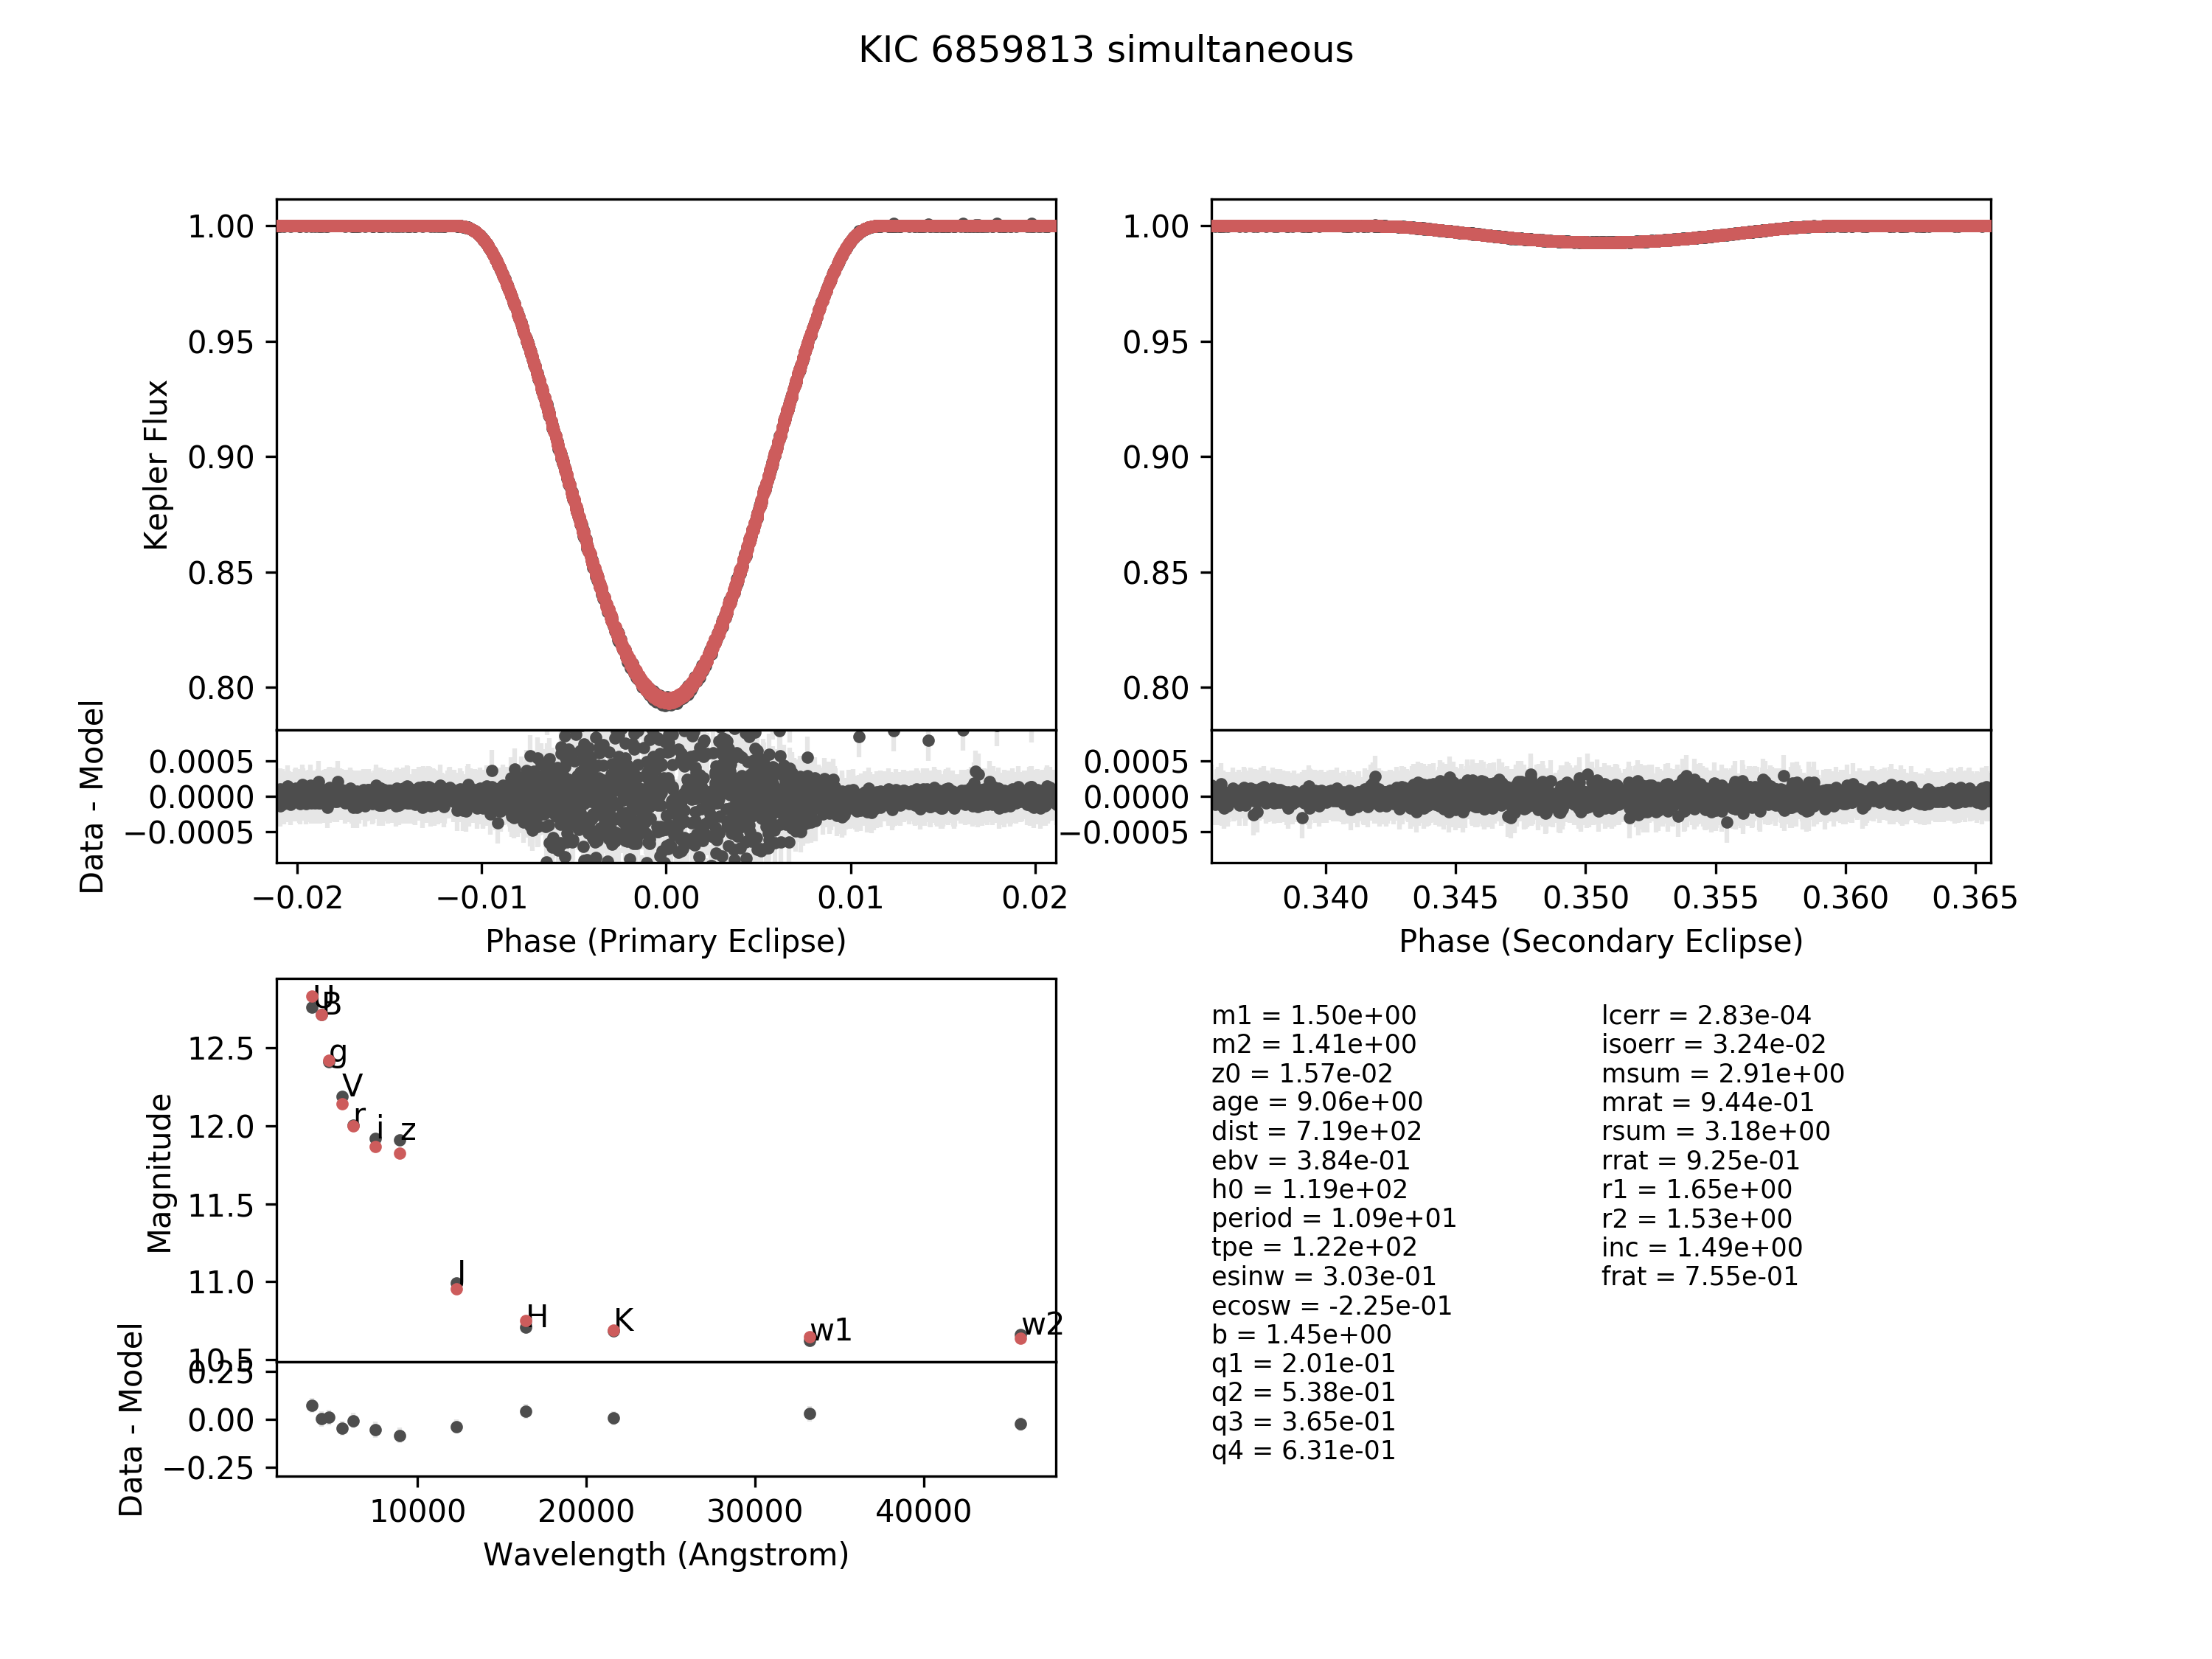 KIC 6859813 simultaneous
1.00
0.95
0.90
0.85
0.80
Kepler Flux
0.0005
0.0000
−0.0005
Data - Model
−0.02 −0.01 0.00 0.01 0.02
Phase (Primary Eclipse)
1.00
0.95
0.90
0.85
0.80
0.0005
0.0000
−0.0005
0.340 0.345 0.350 0.355 0.360 0.365
Phase (Secondary Eclipse)
U
B
g
V
r
i
z
J
H
K
w1
w2
12.5
12.0
11.5
11.0
10.5
Magnitude
0.25
0.00
−0.25
Data - Model
10000 20000 30000 40000
Wavelength (Angstrom)
m1 = 1.50e+00
m2 = 1.41e+00
z0 = 1.57e-02
age = 9.06e+00
dist = 7.19e+02
ebv = 3.84e-01
h0 = 1.19e+02
period = 1.09e+01
tpe = 1.22e+02
esinw = 3.03e-01
ecosw = -2.25e-01
b = 1.45e+00
q1 = 2.01e-01
q2 = 5.38e-01
q3 = 3.65e-01
q4 = 6.31e-01
lcerr = 2.83e-04
isoerr = 3.24e-02
msum = 2.91e+00
mrat = 9.44e-01
rsum = 3.18e+00
rrat = 9.25e-01
r1 = 1.65e+00
r2 = 1.53e+00
inc = 1.49e+00
frat = 7.55e-01